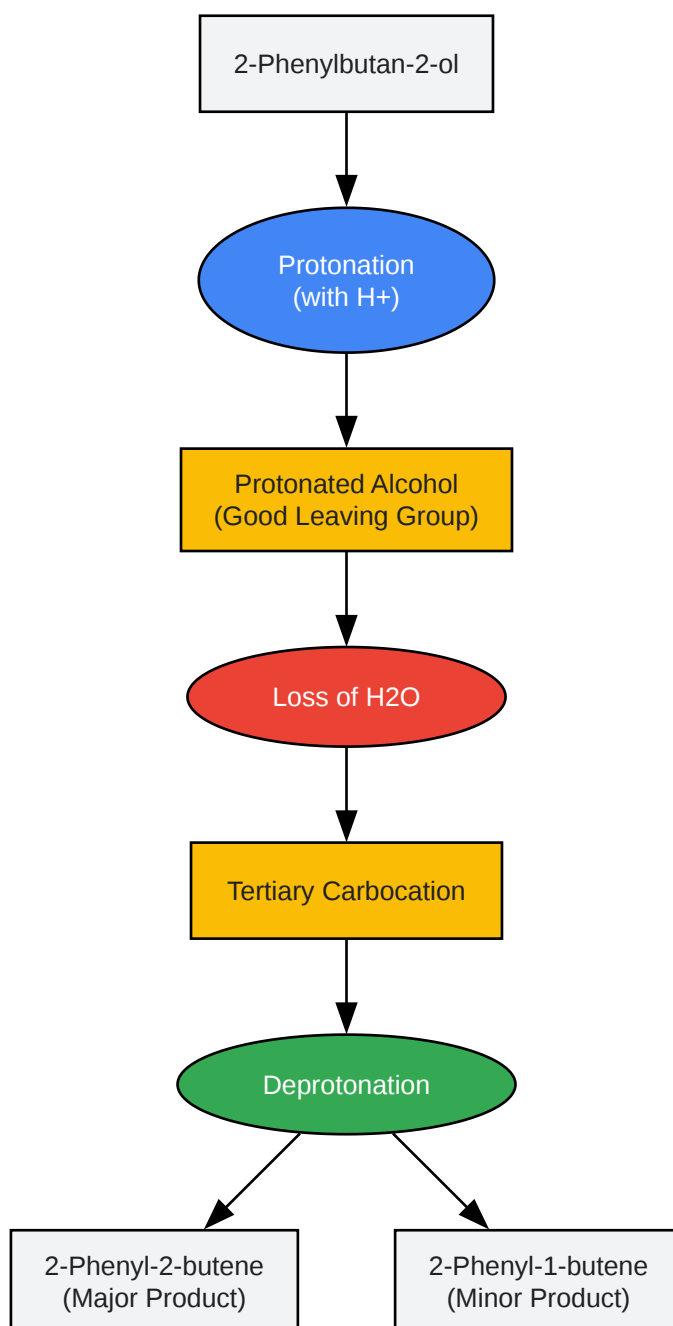 2-Phenylbutan-2-ol
Protonation
(with H+)
Protonated Alcohol
(Good Leaving Group)
Loss of H2O
Tertiary Carbocation
Deprotonation
2-Phenyl-2-butene
(Major Product)
2-Phenyl-1-butene
(Minor Product)